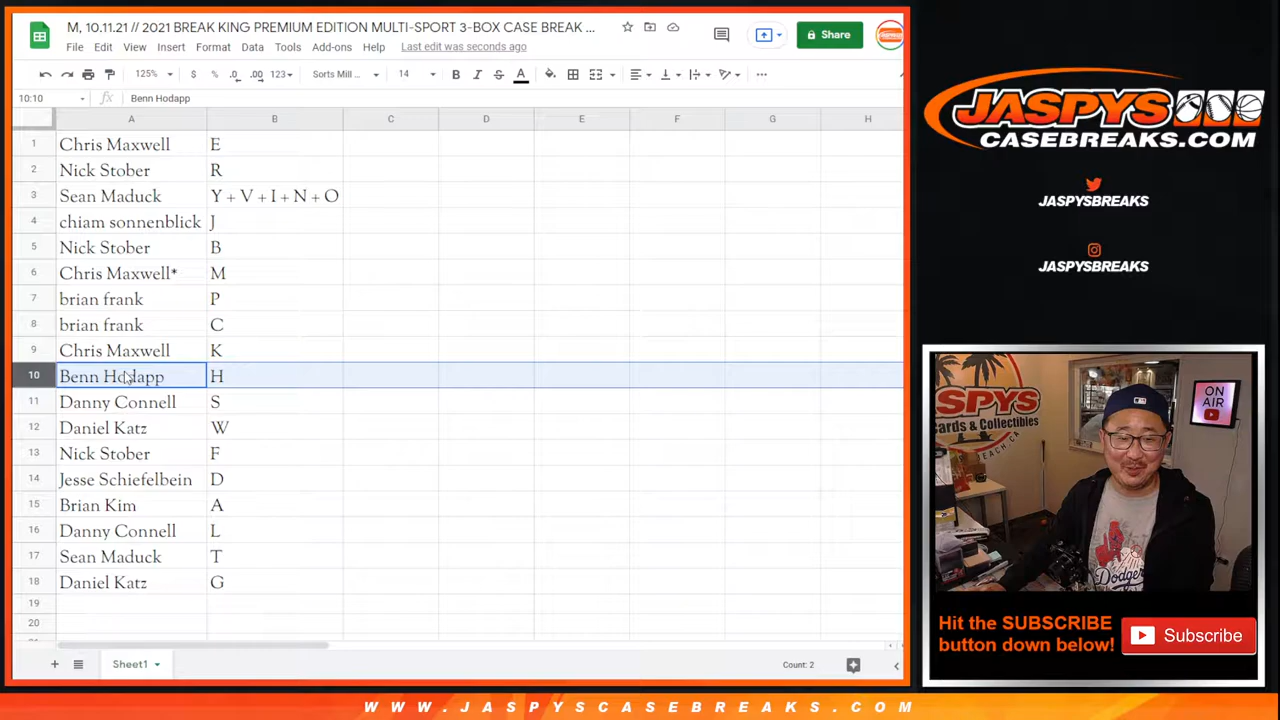 M, 10.11.21 // 2021 BREAK KING PREMIUM EDITION MULTI-SPORT 3-BOX CASE BREAK ...
File Edit View Insert Format Data Tools Add-ons Help Last edit was seconds ago
Share
125% $ % .0 .00 123 Sorts Mill ... 14 B I S A
10:10 fx Benn Hodapp
A B C D E F G H
1 Chris Maxwell E
2 Nick Stober R
3 Sean Maduck Y + V + I + N + O
4 chiam sonnenblick J
5 Nick Stober B
6 Chris Maxwell* M
7 brian frank P
8 brian frank C
9 Chris Maxwell K
10 Benn Hodapp H
11 Danny Connell S
12 Daniel Katz W
13 Nick Stober F
14 Jesse Schiefelbein D
15 Brian Kim A
16 Danny Connell L
17 Sean Maduck T
18 Daniel Katz G
19
20
Sheet1 Count: 2
JASPYS
CASEBREAKS.COM
JASPYSBREAKS
JASPYSBREAKS
ON
AIR
Dodgers
Hit the SUBSCRIBE
button down below!
Subscribe
WWW.JASPYSCASEBREAKS.COM